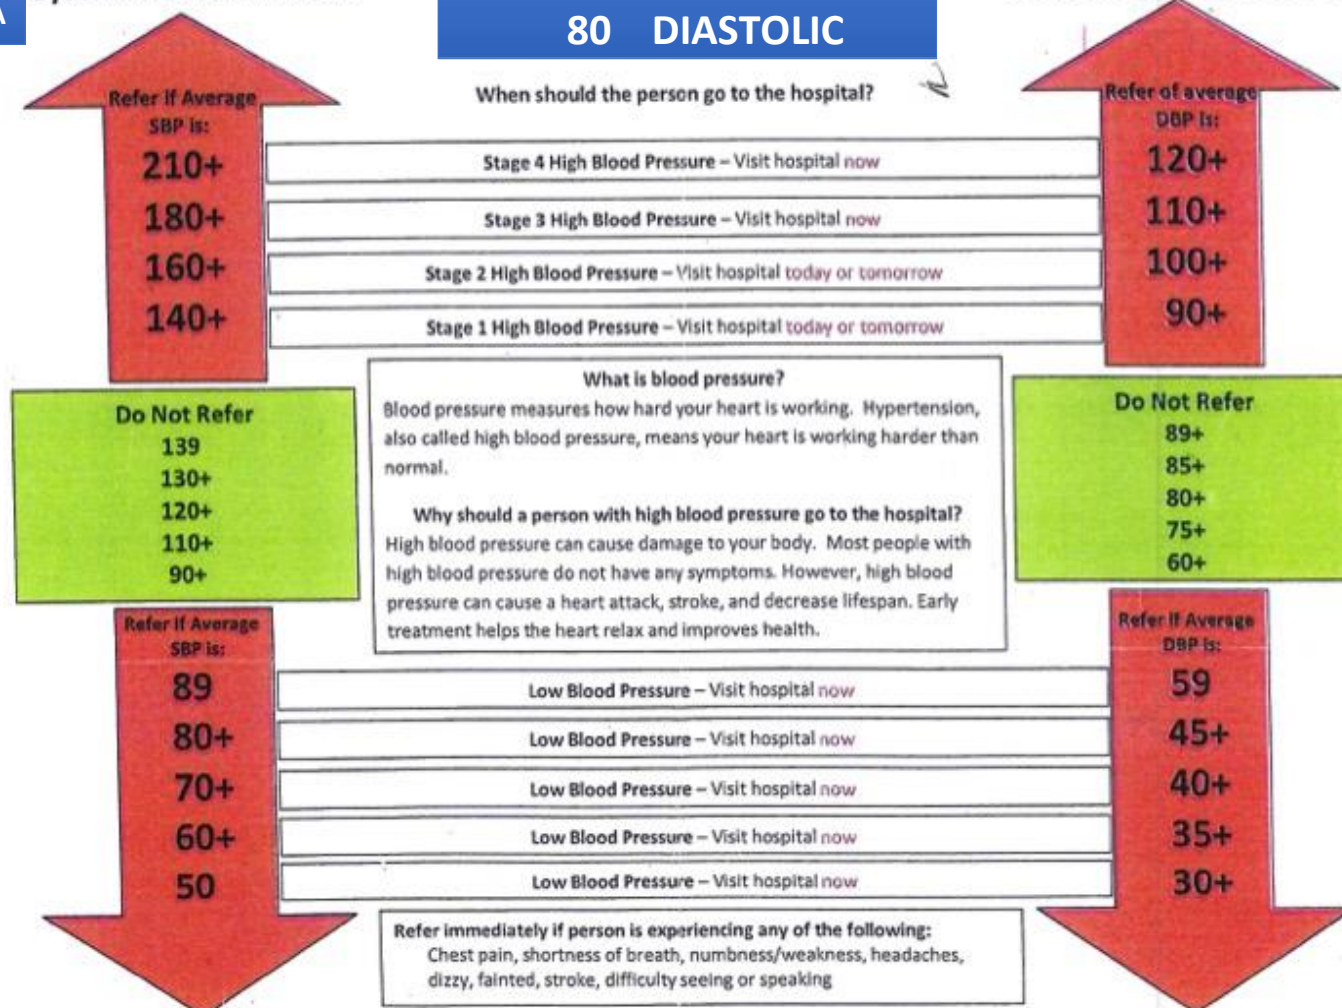 A
80 DIASTOLIC
When should the person go to the hospital?
Refer if Average
SBP is:
210+
180+
160+
140+
Stage 4 High Blood Pressure – Visit hospital now
Stage 3 High Blood Pressure – Visit hospital now
Stage 2 High Blood Pressure – Visit hospital today or tomorrow
Stage 1 High Blood Pressure – Visit hospital today or tomorrow
Refer of average
DBP is:
120+
110+
100+
90+
Do Not Refer
139
130+
120+
110+
90+
What is blood pressure?
Blood pressure measures how hard your heart is working. Hypertension,
also called high blood pressure, means your heart is working harder than
normal.
Why should a person with high blood pressure go to the hospital?
High blood pressure can cause damage to your body. Most people with
high blood pressure do not have any symptoms. However, high blood
pressure can cause a heart attack, stroke, and decrease lifespan. Early
treatment helps the heart relax and improves health.
Do Not Refer
89+
85+
80+
75+
60+
Refer If Average
SBP is:
89
80+
70+
60+
50
Low Blood Pressure – Visit hospital now
Low Blood Pressure – Visit hospital now
Low Blood Pressure – Visit hospital now
Low Blood Pressure – Visit hospital now
Low Blood Pressure – Visit hospital now
Refer If Average
DBP is:
59
45+
40+
35+
30+
Refer immediately if person is experiencing any of the following:
Chest pain, shortness of breath, numbness/weakness, headaches,
dizzy, fainted, stroke, difficulty seeing or speaking